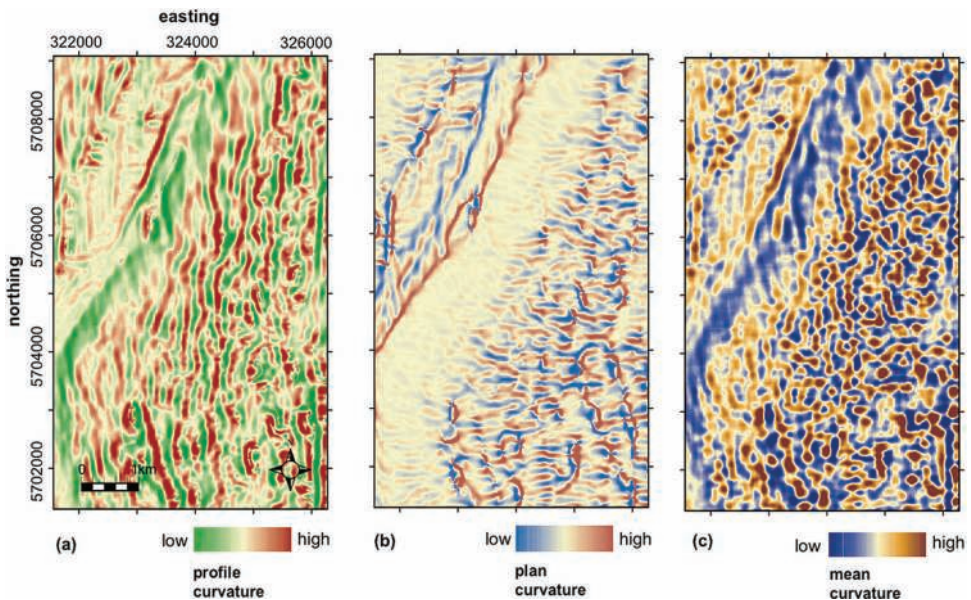 easting
322000 324000 326000
northing
5708000
5706000
5704000
5702000
0 1km
(a) low high
profile
curvature
(b) low high
plan
curvature
(c) low high
mean
curvature